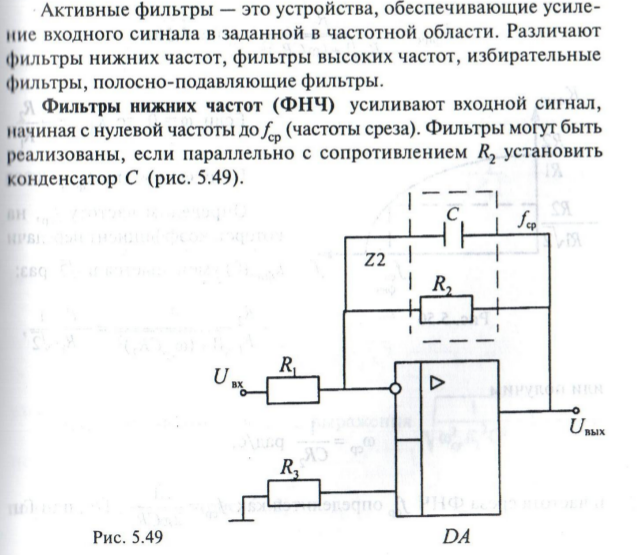 Активные фильтры — это устройства, обеспечивающие усиле-
ние входного сигнала в заданной в частотной области. Различают
фильтры нижних частот, фильтры высоких частот, избирательные
фильтры, полосно-подавляющие фильтры.
Фильтры нижних частот (ФНЧ) усиливают входной сигнал,
начиная с нулевой частоты до fср (частоты среза). Фильтры могут быть
реализованы, если параллельно с сопротивлением R2 установить
конденсатор C (рис. 5.49).
C
fср
Z2
R2
R1
Uвх
Uвых
R3
Рис. 5.49
DA